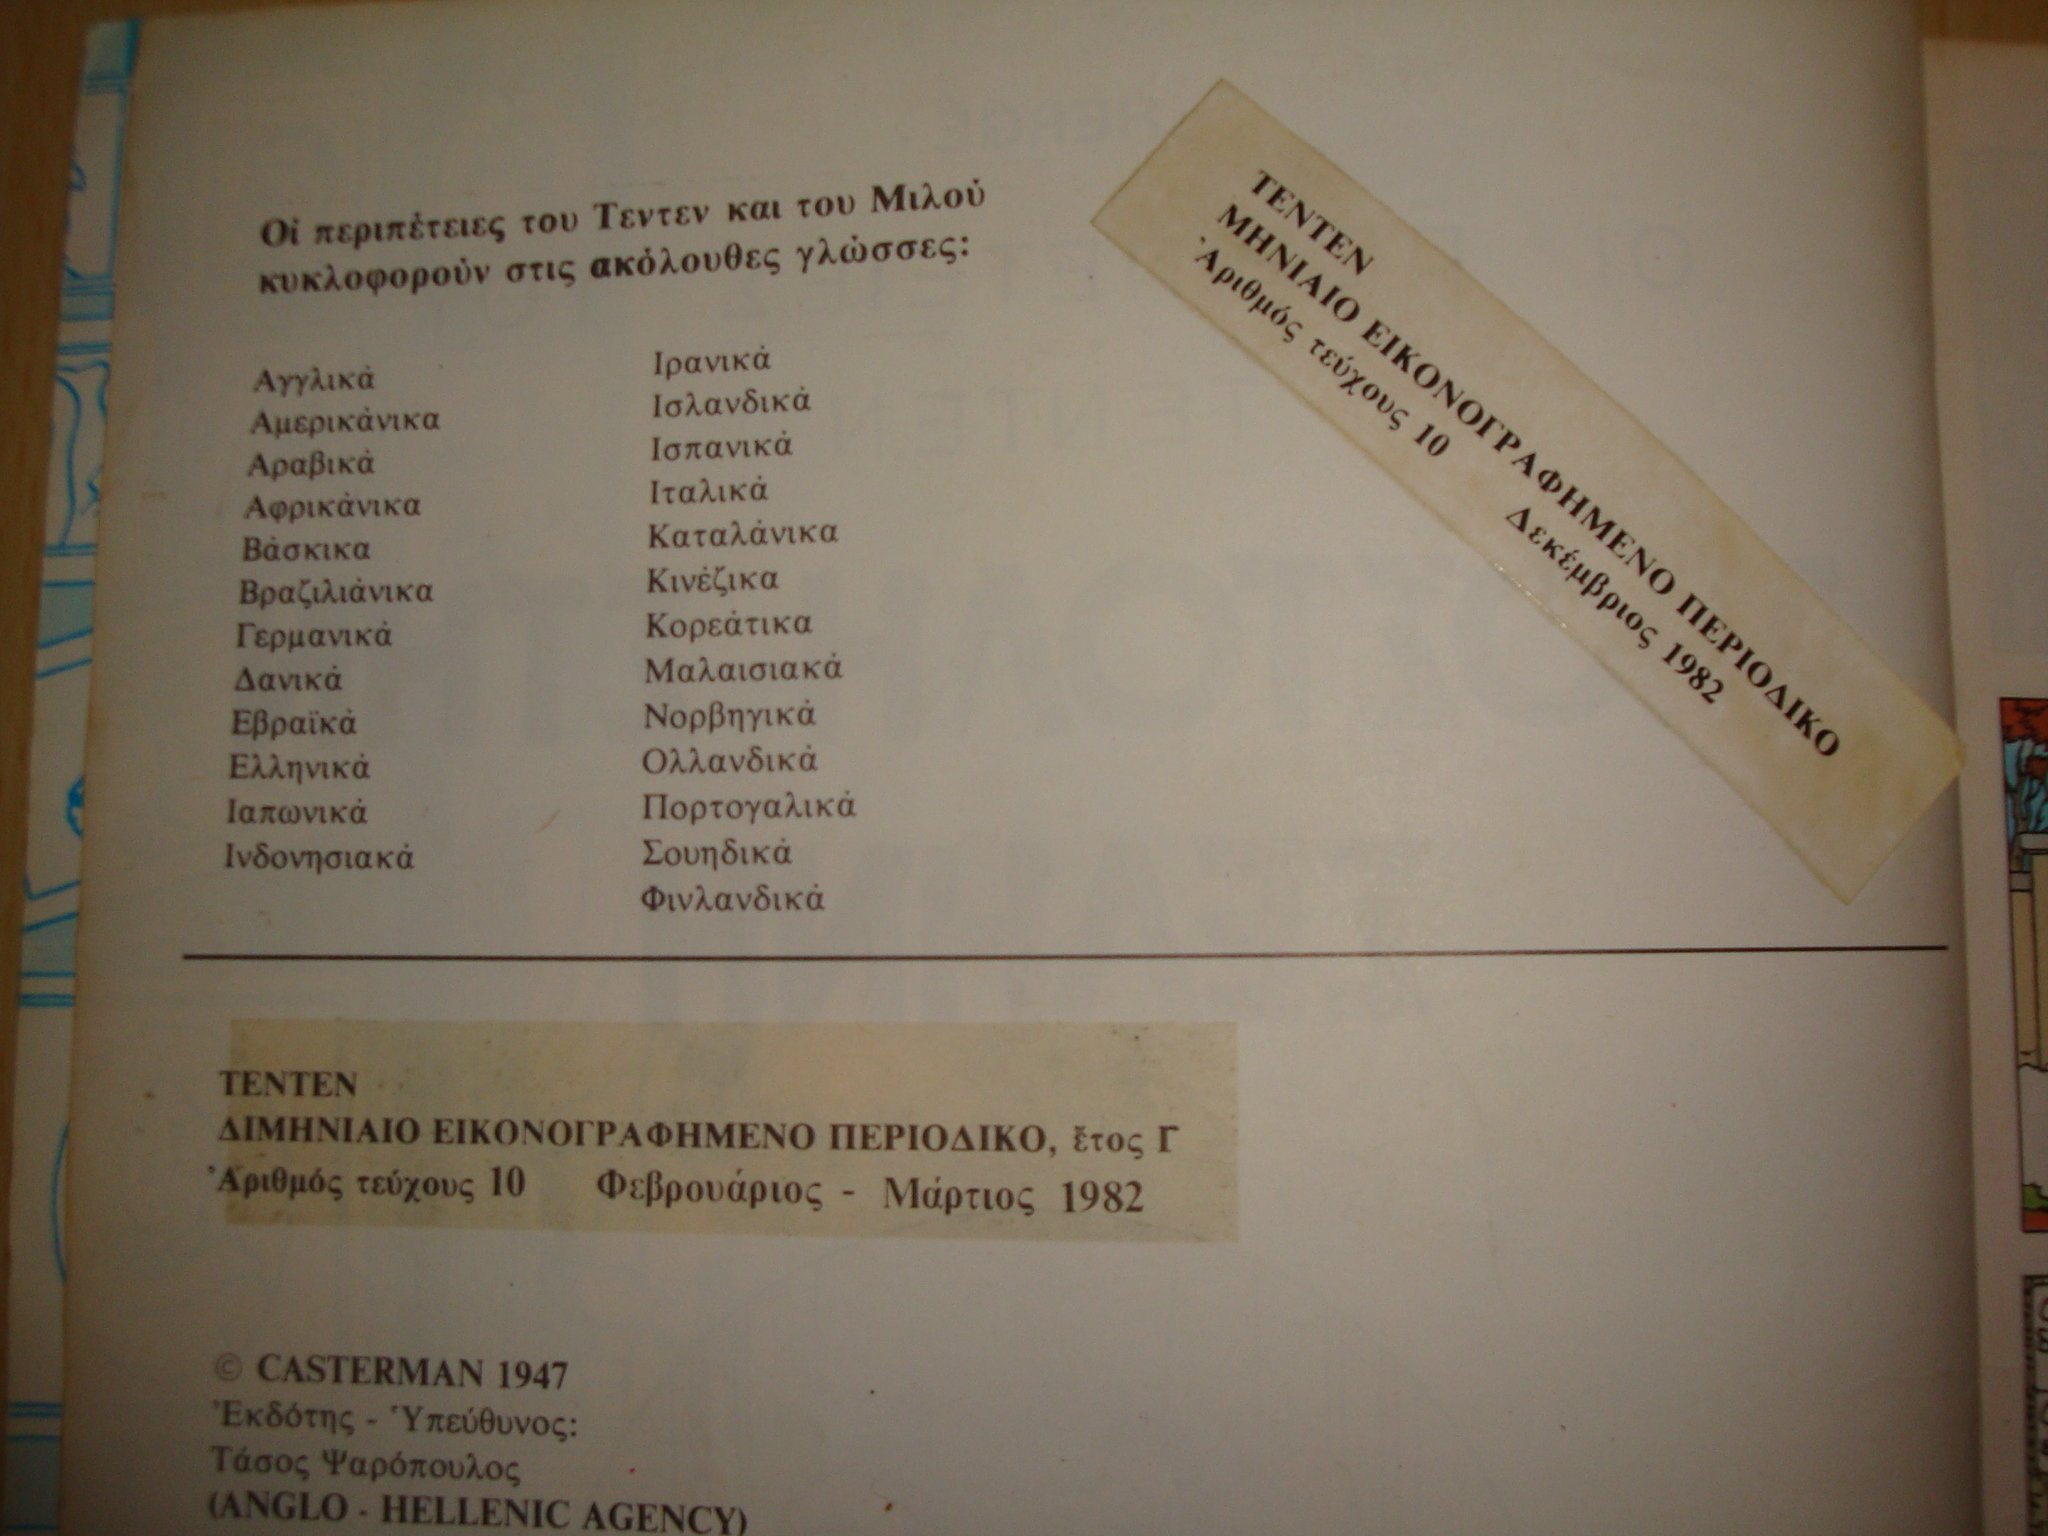 Οἱ περιπέτειες του Τεντεν και του Μιλού
κυκλοφορούν στις ακόλουθες γλώσσες:
Αγγλικά
Αμερικάνικα
Αραβικά
Αφρικάνικα
Βάσκικα
Βραζιλιάνικα
Γερμανικά
Δανικά
Εβραϊκά
Ελληνικά
Ιαπωνικά
Ινδονησιακά
Ιρανικά
Ισλανδικά
Ισπανικά
Ιταλικά
Καταλάνικα
Κινέζικα
Κορεάτικα
Μαλαισιακά
Νορβηγικά
Ολλανδικά
Πορτογαλικά
Σουηδικά
Φινλανδικά
ΤΕΝΤΕΝ
ΜΗΝΙΑΙΟ ΕΙΚΟΝΟΓΡΑΦΗΜΕΝΟ ΠΕΡΙΟΔΙΚΟ
Ἀριθμός τεύχους 10 Δεκέμβριος 1982
ΤΕΝΤΕΝ
ΔΙΜΗΝΙΑΙΟ ΕΙΚΟΝΟΓΡΑΦΗΜΕΝΟ ΠΕΡΙΟΔΙΚΟ, ἔτος Γ
Ἀριθμός τεύχους 10 Φεβρουάριος - Μάρτιος 1982
© CASTERMAN 1947
Ἐκδότης - Ὑπεύθυνος:
Τάσος Ψαρόπουλος
(ANGLO - HELLENIC AGENCY)